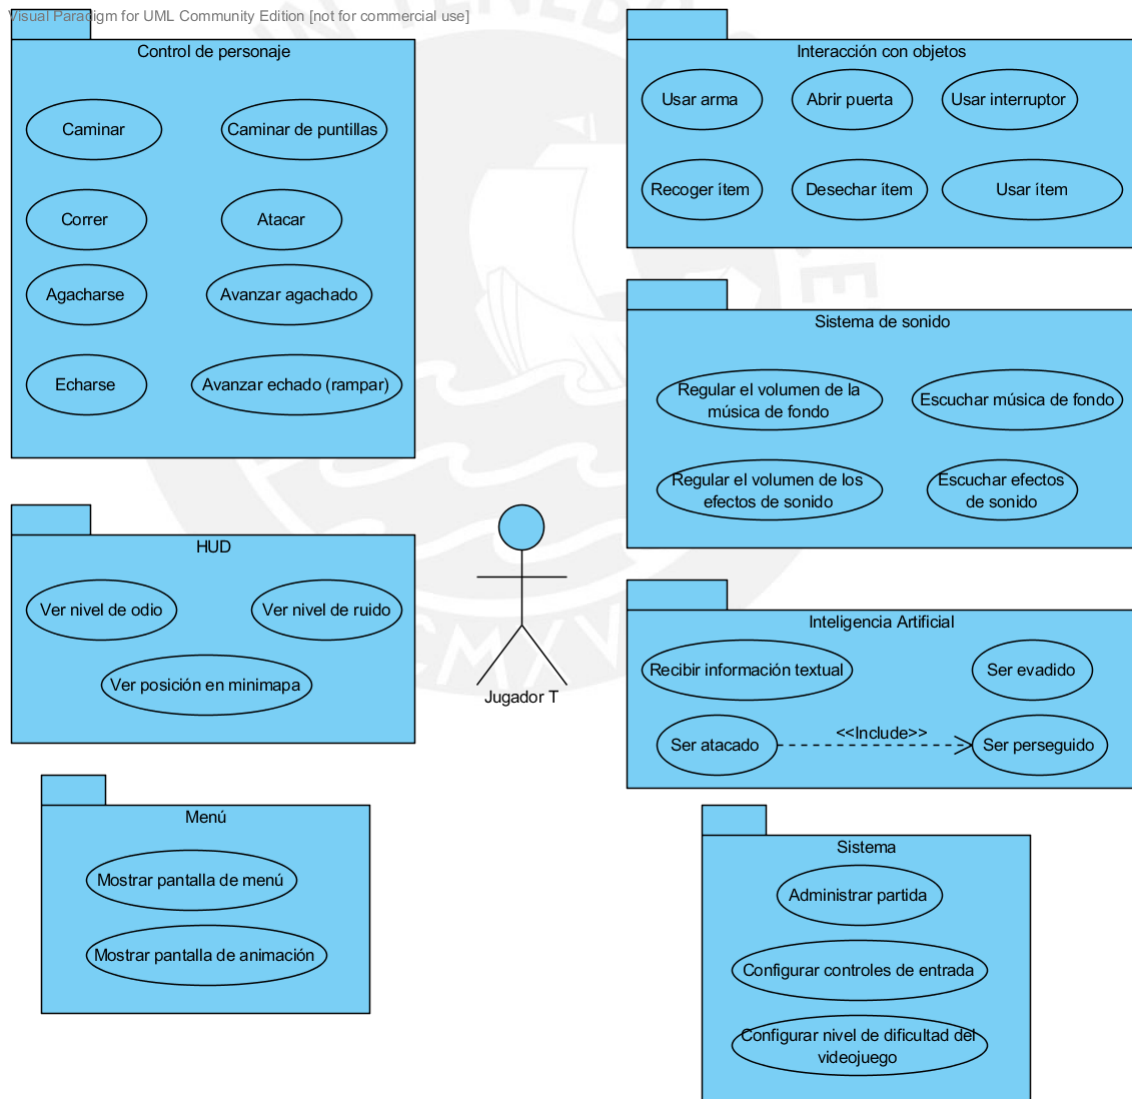 Visual Paradigm for UML Community Edition [not for commercial use]
Control de personaje
Caminar
Caminar de puntillas
Correr
Atacar
Agacharse
Avanzar agachado
Echarse
Avanzar echado (rampar)
Interacción con objetos
Usar arma
Abrir puerta
Usar interruptor
Recoger ítem
Desechar ítem
Usar ítem
Sistema de sonido
Regular el volumen de la
música de fondo
Escuchar música de fondo
Regular el volumen de los
efectos de sonido
Escuchar efectos
de sonido
HUD
Ver nivel de odio
Ver nivel de ruido
Ver posición en minimapa
Jugador T
Inteligencia Artificial
Recibir información textual
Ser evadido
Ser atacado
<<Include>>
Ser perseguido
Menú
Mostrar pantalla de menú
Mostrar pantalla de animación
Sistema
Administrar partida
Configurar controles de entrada
Configurar nivel de dificultad del
videojuego